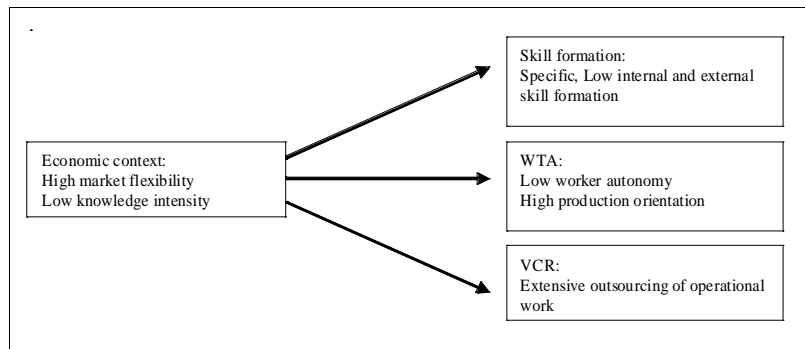 .
Skill formation:
Specific, Low internal and external
skill formation
Economic context:
High market flexibility
Low knowledge intensity
WTA:
Low worker autonomy
High production orientation
VCR:
Extensive outsourcing of operational
work